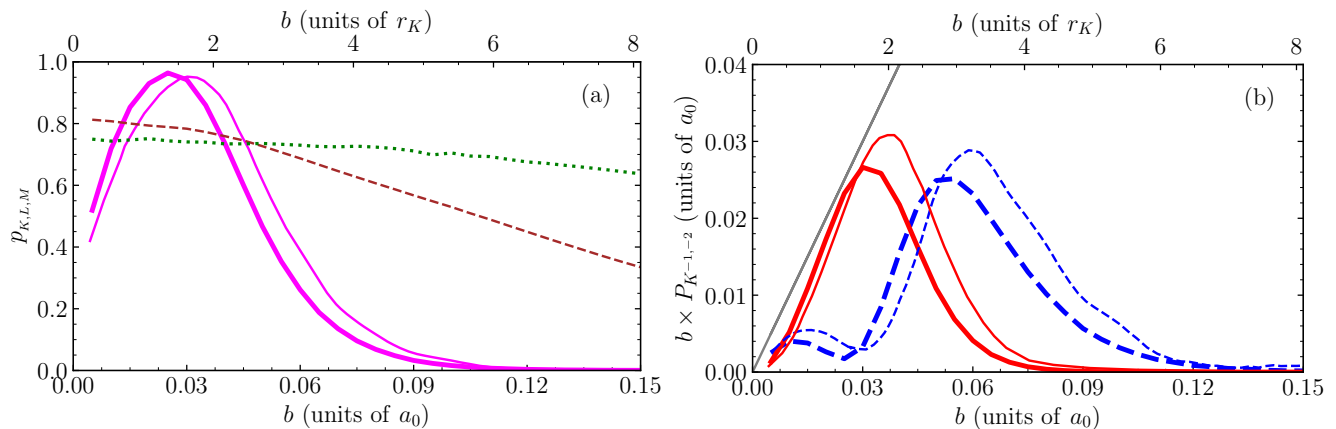 b (units of r_K)
0 2 4 6 8
1.0
0.8
0.6
0.4
0.2
0.0
p_{K,L,M}
(a)
0.00 0.03 0.06 0.09 0.12 0.15
b (units of a_0)
b (units of r_K)
0 2 4 6 8
0.04
0.03
0.02
0.01
0.00
b × P_{K^{-1,-2}} (units of a_0)
(b)
0.00 0.03 0.06 0.09 0.12 0.15
b (units of a_0)